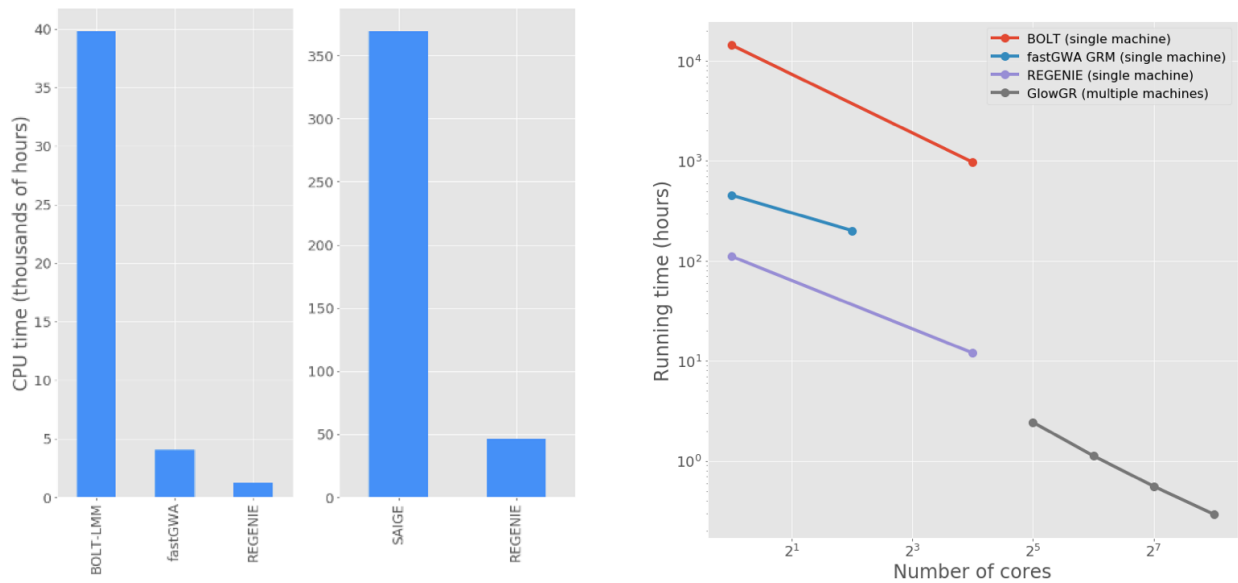 CPU time (thousands of hours)
40
35
30
25
20
15
10
5
0
BOLT-LMM
fastGWA
REGENIE
350
300
250
200
150
100
50
0
SAIGE
REGENIE
Running time (hours)
10⁴
10³
10²
10¹
10⁰
BOLT (single machine)
fastGWA GRM (single machine)
REGENIE (single machine)
GlowGR (multiple machines)
2¹ 2³ 2⁵ 2⁷
Number of cores